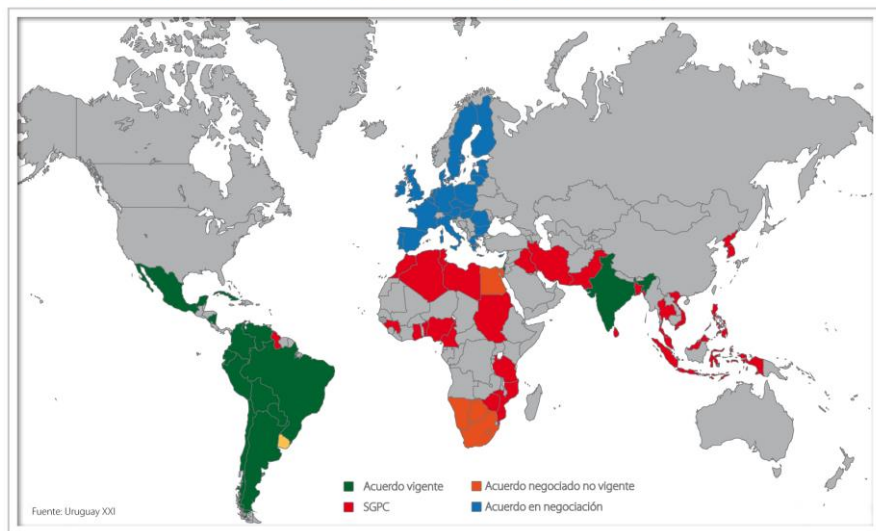 Acuerdo vigente
Acuerdo negociado no vigente
SGPC
Acuerdo en negociación
Fuente: Uruguay XXI